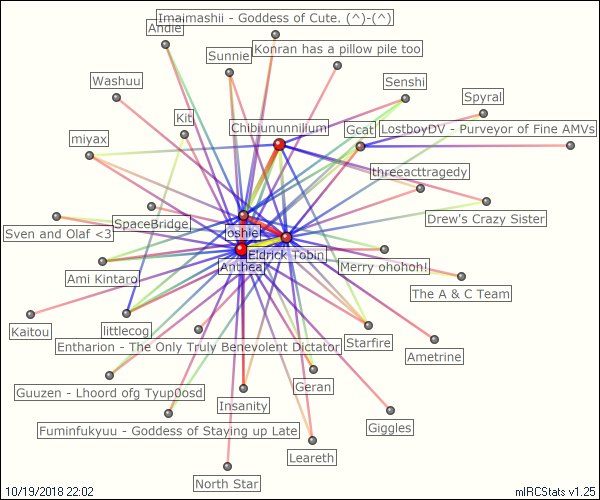 Imaimashii - Goddess of Cute. (^)-(^)
Andie
Konran has a pillow pile too
Sunnie
Washuu
Senshi
Spyral
Kit
Chibiununnillium
Gcat
LostboyDV - Purveyor of Fine AMVs
miyax
threeacttragedy
SpaceBridge
Drew's Crazy Sister
Sven and Olaf <3
Joshie
Eldrick Tobin
Anthea
Merry ohohoh!
Ami Kintaro
The A & C Team
Kaitou
littlecog
Starfire
Entharion - The Only Truly Benevolent Dictator
Ametrine
Geran
Guuzen - Lhoord ofg Tyup0osd
Insanity
Giggles
Fuminfukyuu - Goddess of Staying up Late
Leareth
North Star
10/19/2018 22:02
mIRCStats v1.25